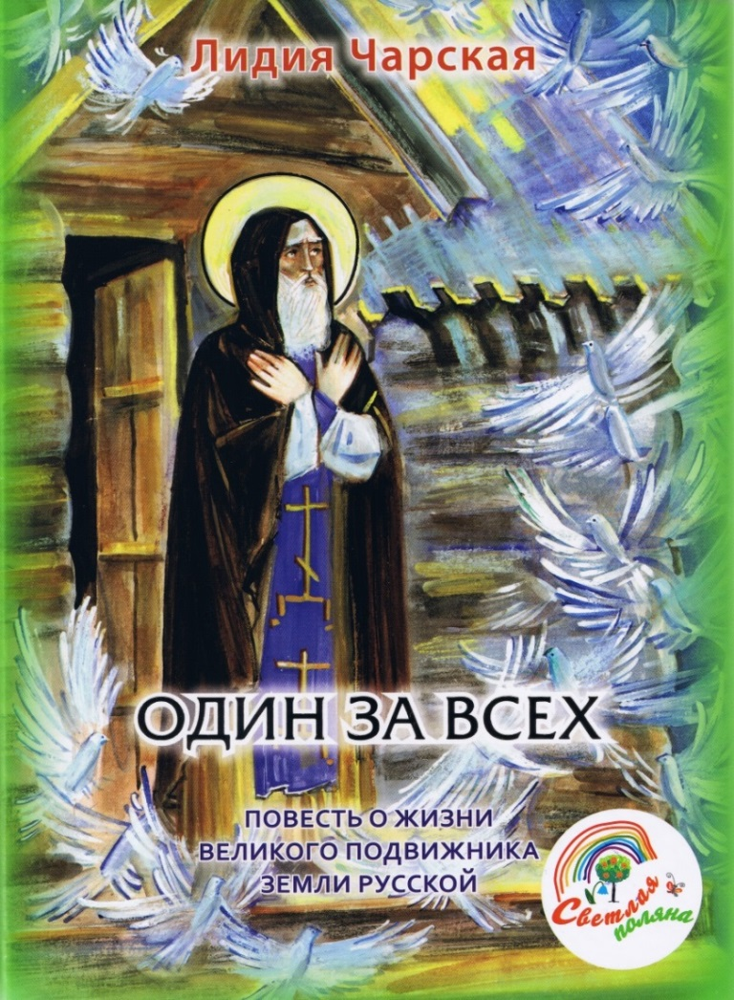 Лидия Чарская
ОДИН ЗА ВСЕХ
ПОВЕСТЬ О ЖИЗНИ
ВЕЛИКОГО ПОДВИЖНИКА
ЗЕМЛИ РУССКОЙ
Светлая
поляна